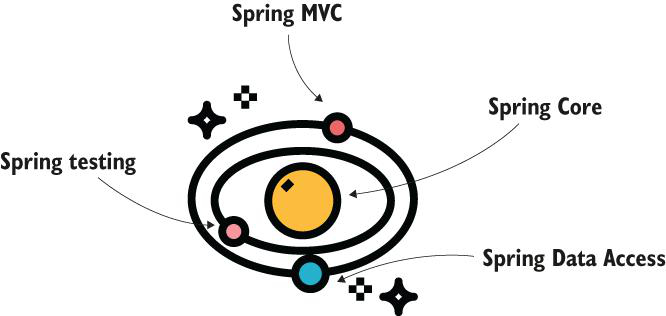 Spring MVC
Spring Core
Spring testing
Spring Data Access